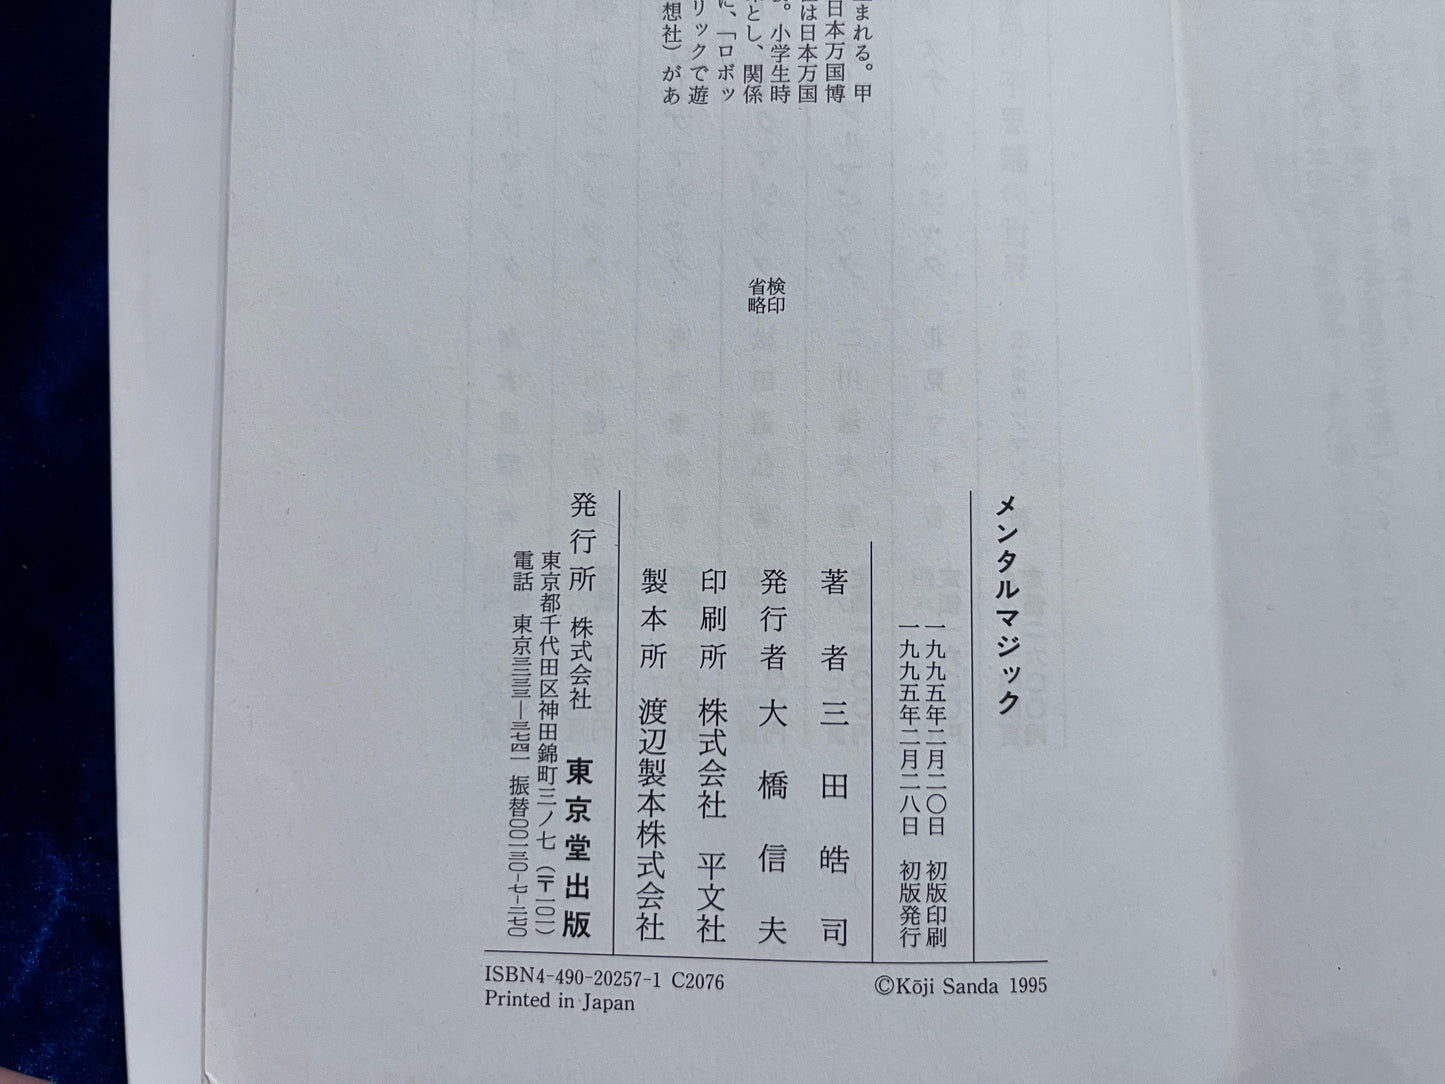 まれる。甲
日本万国博
は日本万国
。小学生時
とし、関係
に、「ロボッ
リックで遊
想社）があ
検印
省略
メンタルマジック
一九九五年二月二〇日　初版印刷
一九九五年二月二八日　初版発行
著者　三田皓司
発行者　大橋信夫
印刷所　株式会社　平文社
製本所　渡辺製本株式会社
発行所　株式会社　東京堂出版
東京都千代田区神田錦町三ノ七（〒一〇一）
電話　東京三二三三―三七四一　振替〇〇一三〇-七-二七〇
ISBN4-490-20257-1 C2076
Printed in Japan
©Kōji Sanda 1995